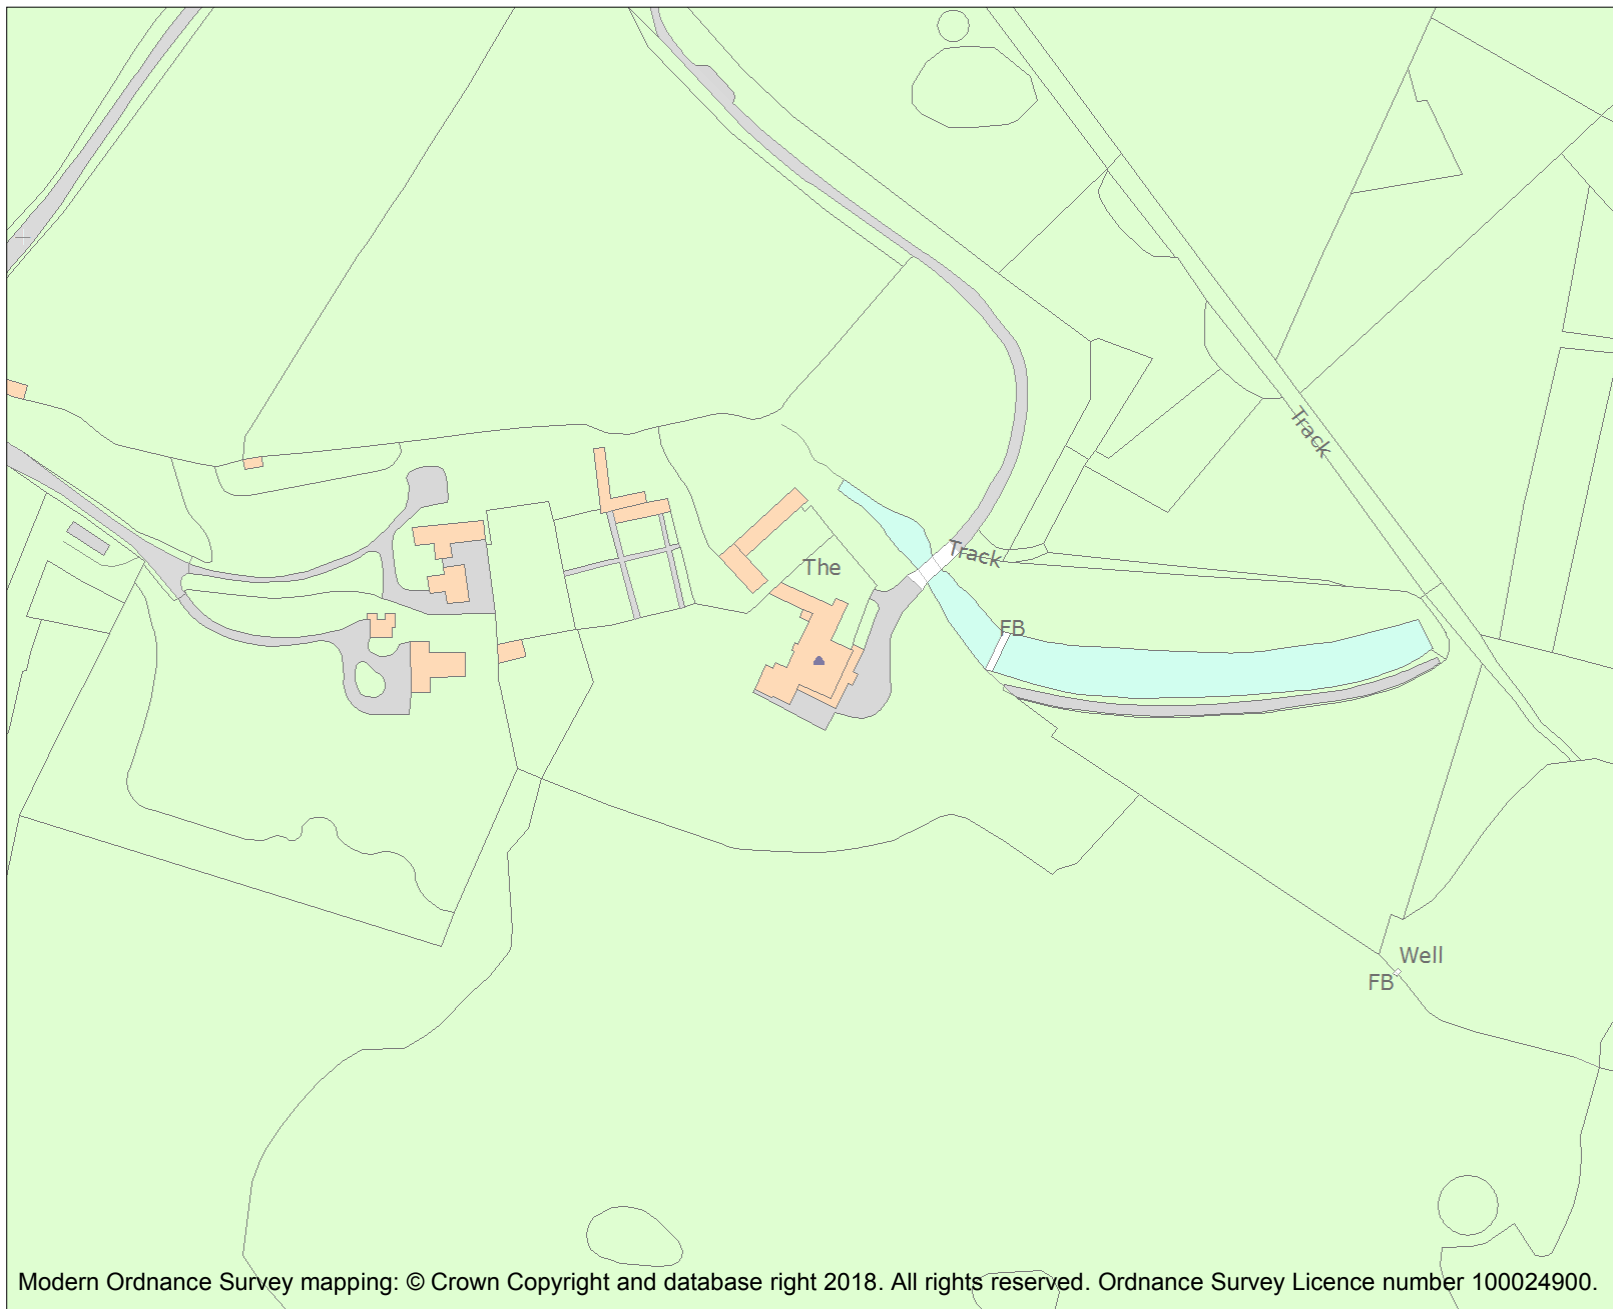 Track
Track
The
FB
Well
FB
Modern Ordnance Survey mapping: © Crown Copyright and database right 2018. All rights reserved. Ordnance Survey Licence number 100024900.